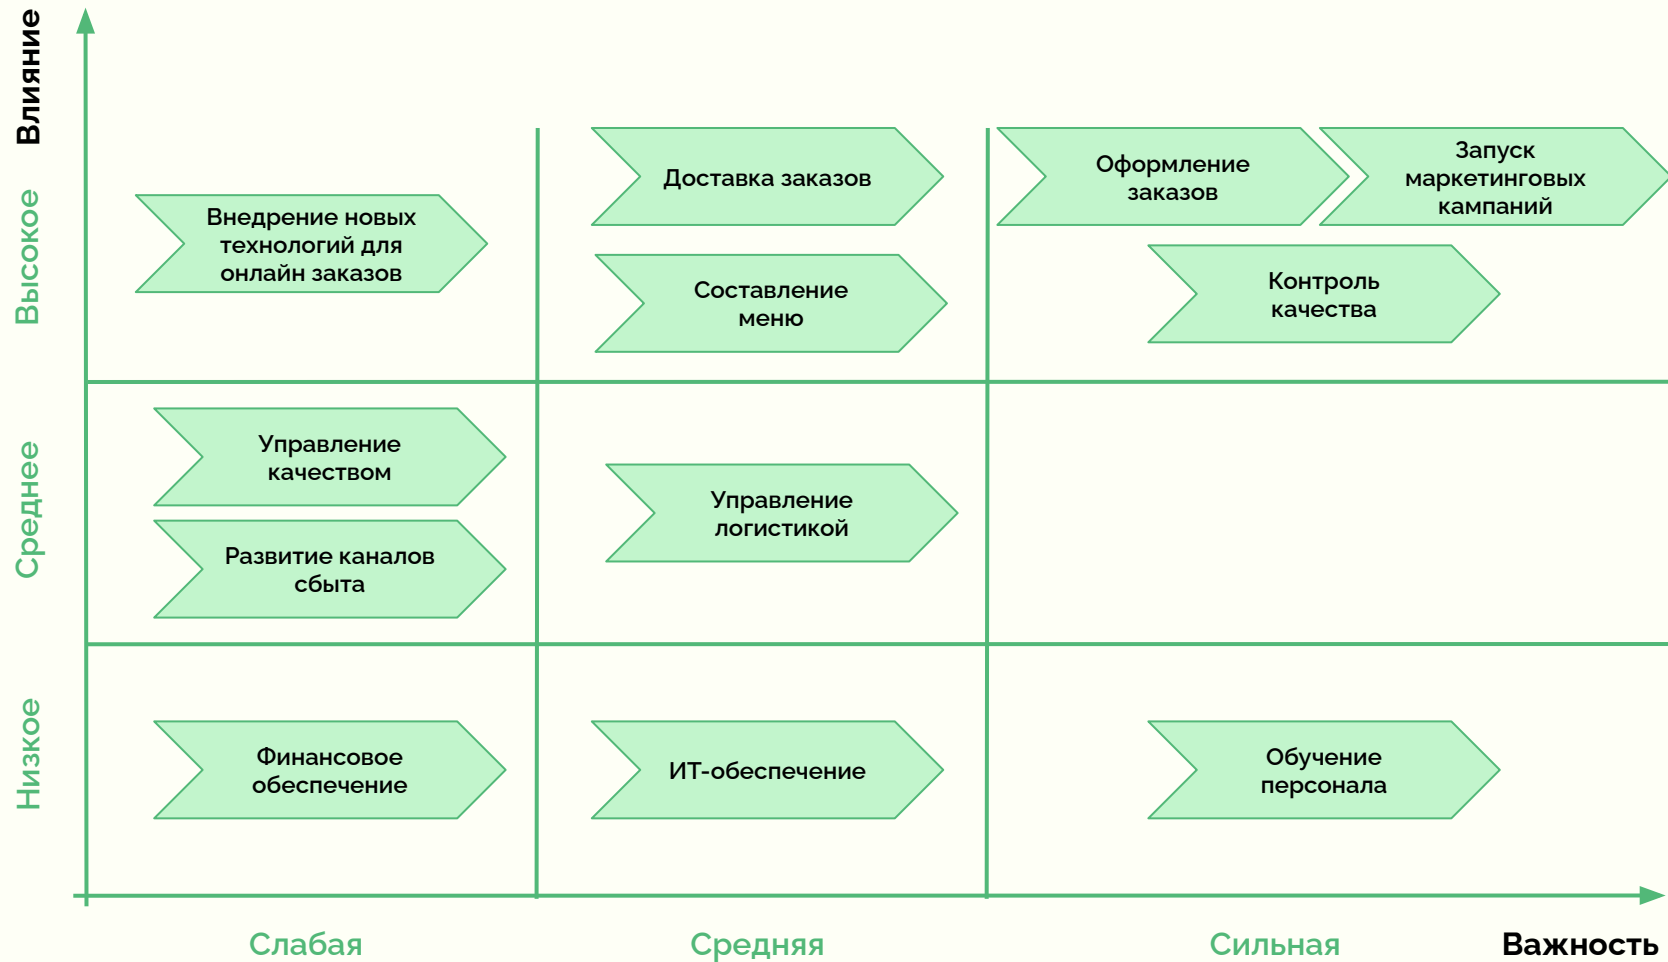 Влияние
Высокое
Среднее
Низкое
Внедрение новых
технологий для
онлайн заказов
Доставка заказов
Составление
меню
Оформление
заказов
Запуск
маркетинговых
кампаний
Контроль
качества
Управление
качеством
Развитие каналов
сбыта
Управление
логистикой
Финансовое
обеспечение
ИТ-обеспечение
Обучение
персонала
Слабая
Средняя
Сильная
Важность